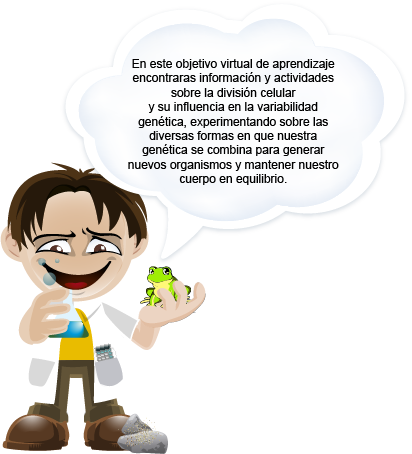 En este objetivo virtual de aprendizaje
encontraras información y actividades
sobre la división celular
y su influencia en la variabilidad
genética, experimentando sobre las
diversas formas en que nuestra
genética se combina para generar
nuevos organismos y mantener nuestro
cuerpo en equilibrio.